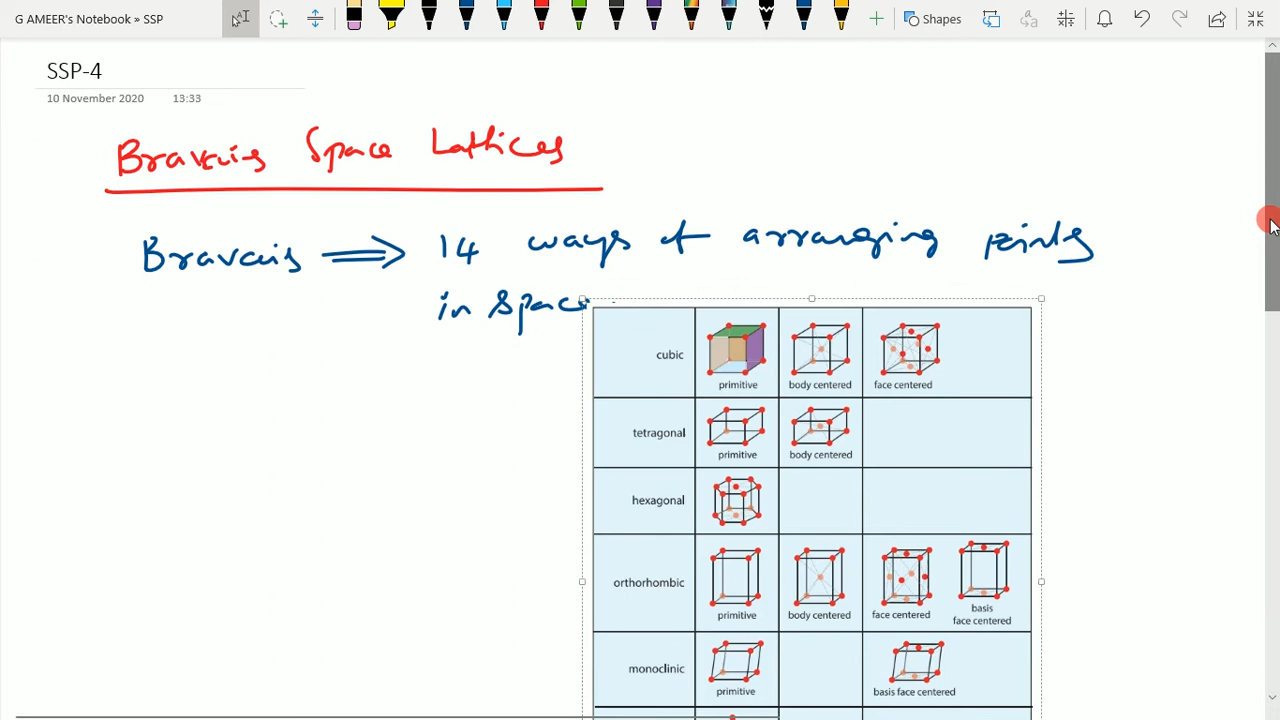 G AMEER's Notebook » SSP
Shapes
SSP-4
10 November 2020 13:33
Bravais Space Lattices
Bravais ⟹ 14 ways of arranging points
in space
cubic
primitive
body centered
face centered
tetragonal
primitive
body centered
hexagonal
orthorhombic
primitive
body centered
face centered
basis
face centered
monoclinic
primitive
basis face centered